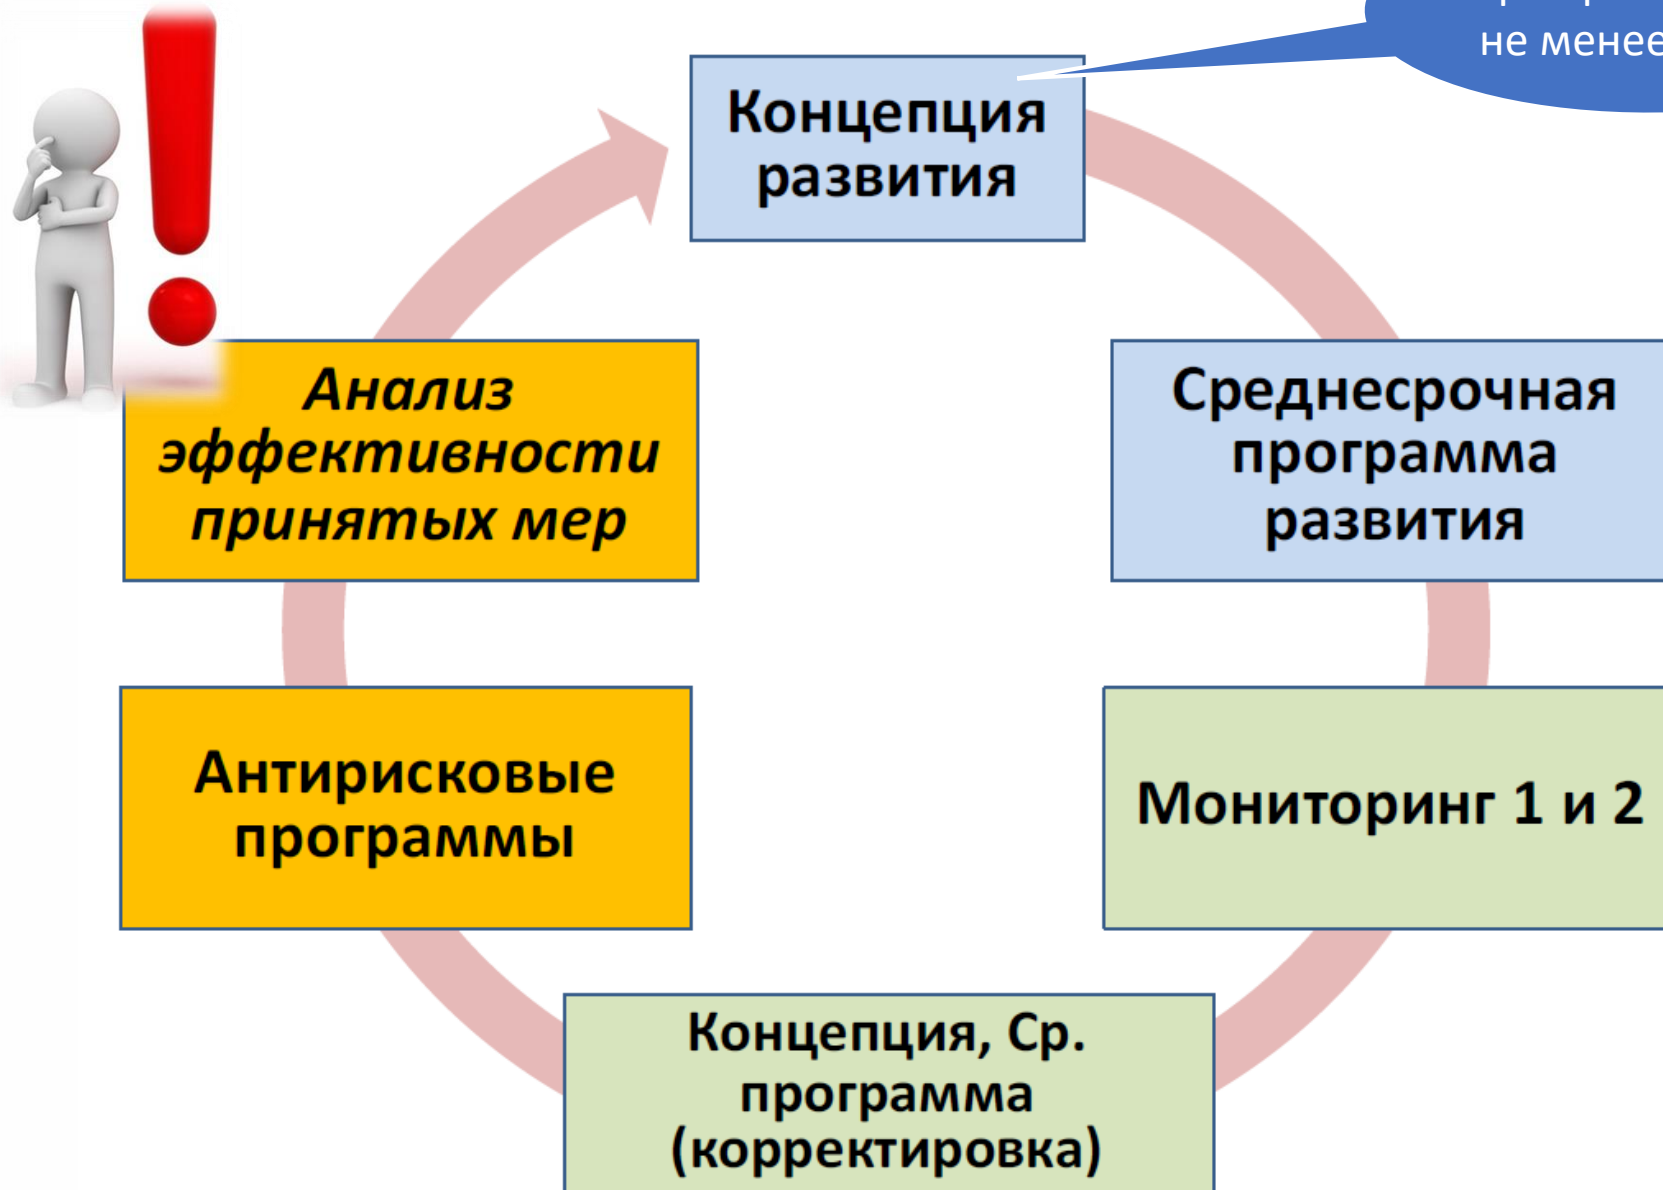 не менее
Концепция
развития
Среднесрочная
программа
развития
Мониторинг 1 и 2
Концепция, Ср.
программа
(корректировка)
Антирисковые
программы
Анализ
эффективности
принятых мер